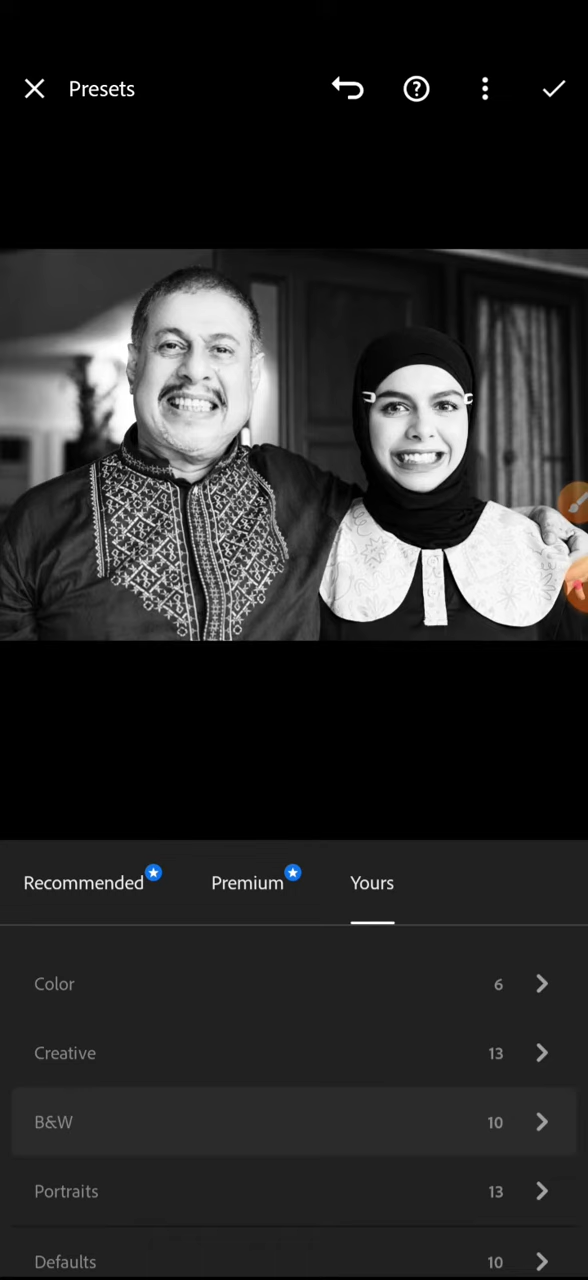 Presets
Recommended
Premium
Yours
Color 6
Creative 13
B&W 10
Portraits 13
Defaults 10